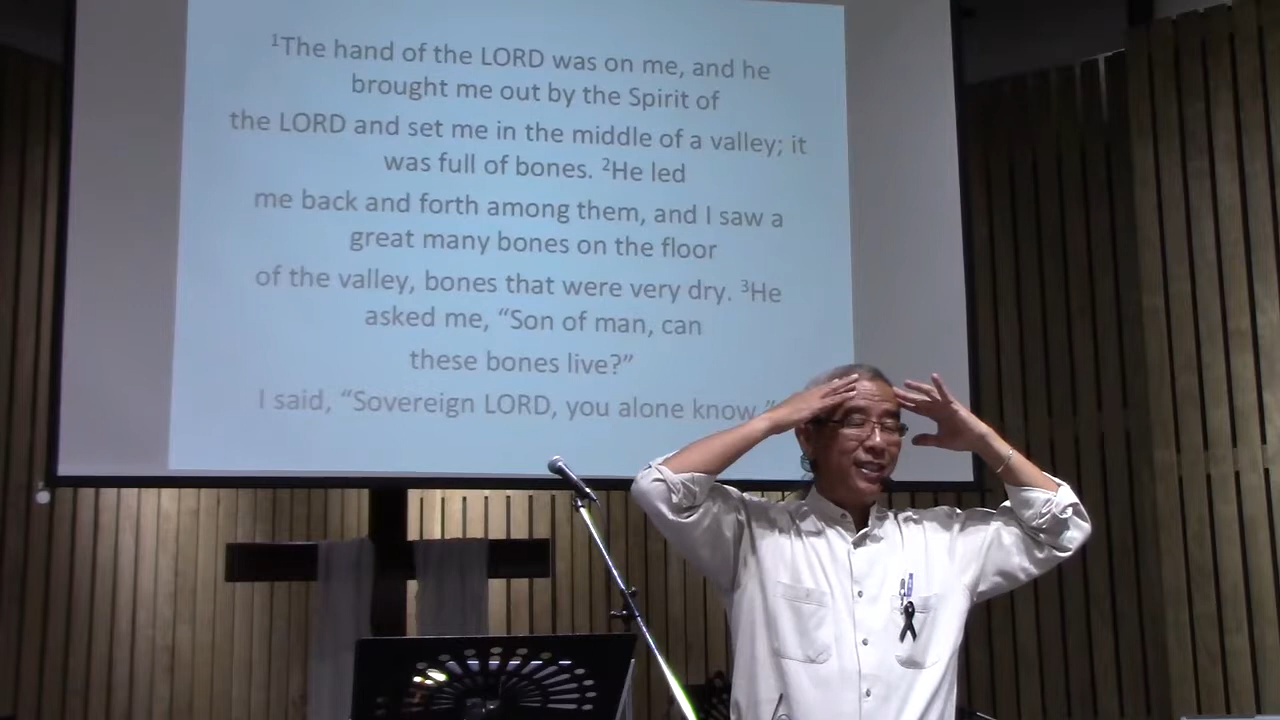 ¹The hand of the LORD was on me, and he
brought me out by the Spirit of
the LORD and set me in the middle of a valley; it
was full of bones. ²He led
me back and forth among them, and I saw a
great many bones on the floor
of the valley, bones that were very dry. ³He
asked me, “Son of man, can
these bones live?”
I said, “Sovereign LORD, you alone know.”